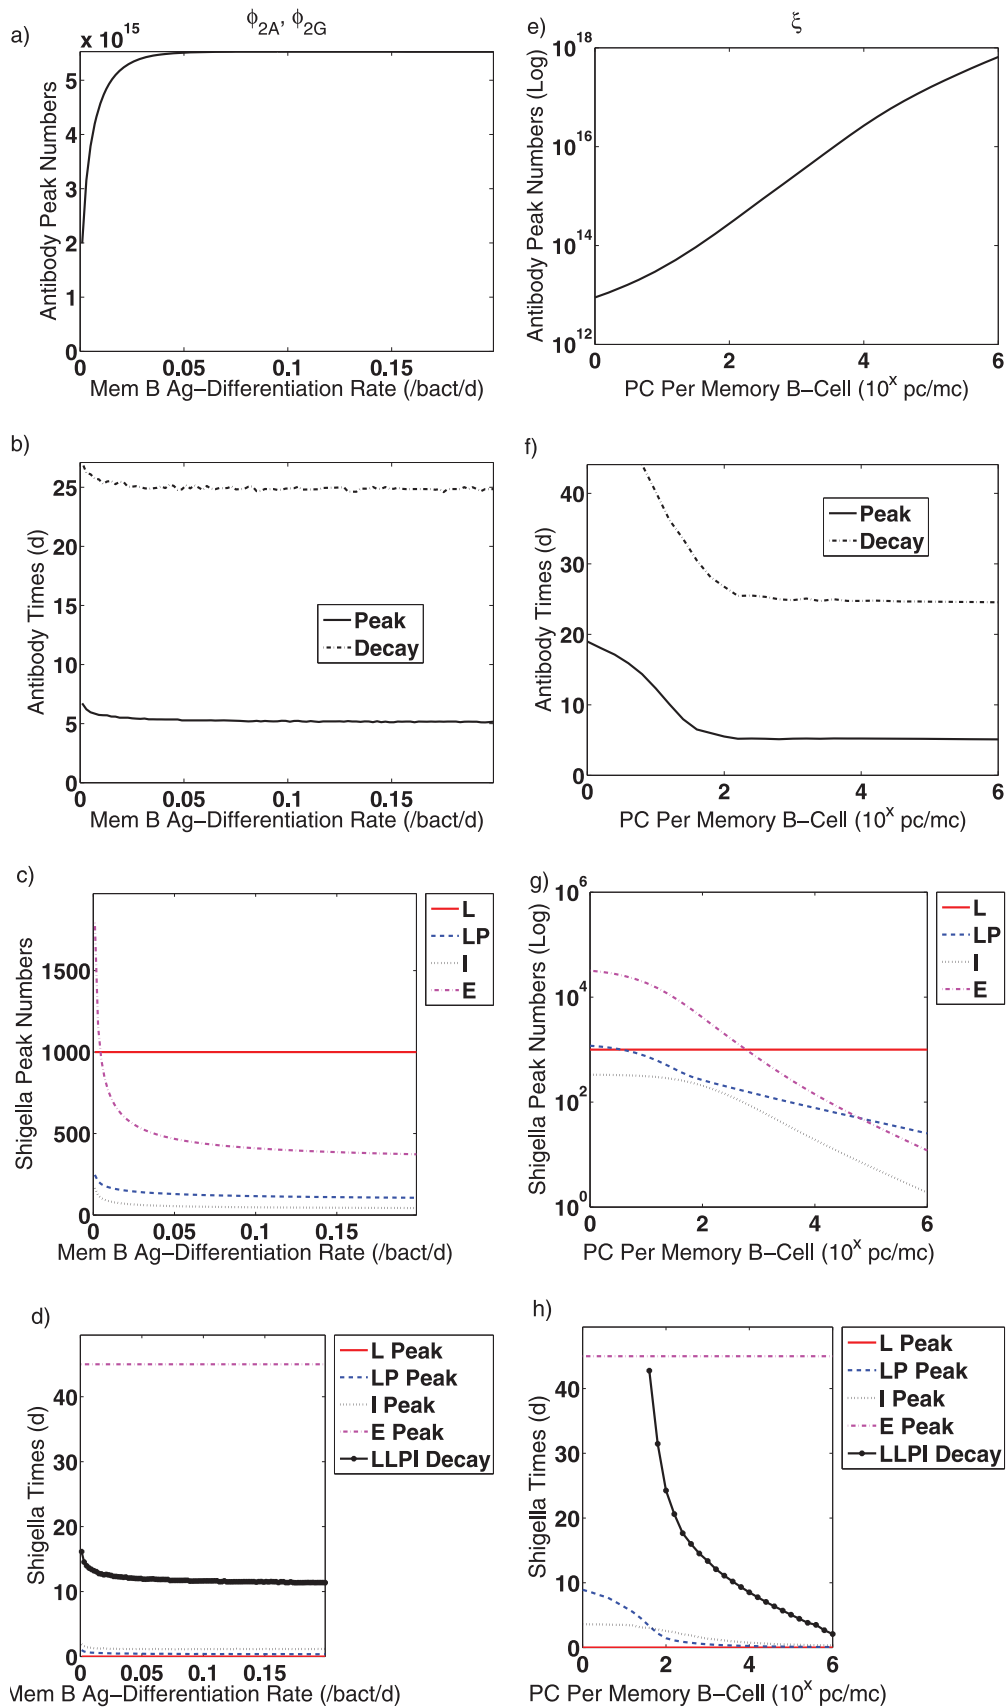 ϕ2A, ϕ2G
a)
x 10^15
5
4
3
2
1
0
Antibody Peak Numbers
0 0.05 0.1 0.15
Mem B Ag–Differentiation Rate (/bact/d)
b)
25
20
15
10
5
0
Antibody Times (d)
Peak
Decay
0 0.05 0.1 0.15
Mem B Ag–Differentiation Rate (/bact/d)
c)
1500
1000
500
0
Shigella Peak Numbers
L
LP
I
E
0 0.05 0.1 0.15
Mem B Ag–Differentiation Rate (/bact/d)
d)
40
30
20
10
0
Shigella Times (d)
L Peak
LP Peak
I Peak
E Peak
LLPI Decay
0 0.05 0.1 0.15
Mem B Ag–Differentiation Rate (/bact/d)
ξ
e)
10^18
10^16
10^14
10^12
Antibody Peak Numbers (Log)
0 2 4 6
PC Per Memory B–Cell (10^x pc/mc)
f)
40
30
20
10
0
Antibody Times (d)
Peak
Decay
0 2 4 6
PC Per Memory B–Cell (10^x pc/mc)
g)
10^6
10^4
10^2
10^0
Shigella Peak Numbers (Log)
L
LP
I
E
0 2 4 6
PC Per Memory B–Cell (10^x pc/mc)
h)
40
30
20
10
0
Shigella Times (d)
L Peak
LP Peak
I Peak
E Peak
LLPI Decay
0 2 4 6
PC Per Memory B–Cell (10^x pc/mc)